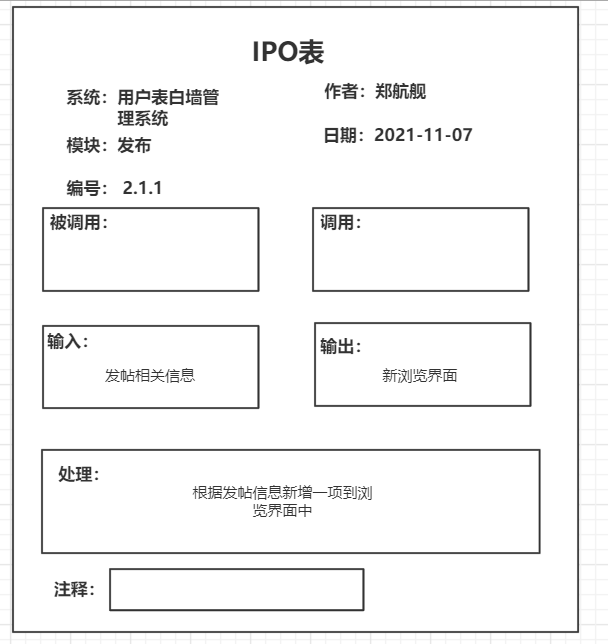 IPO表
系统：用户表白墙管
理系统
作者：郑航舰
模块：发布
日期：2021-11-07
编号： 2.1.1
被调用：
调用：
输入：
发帖相关信息
输出：
新浏览界面
处理：
根据发帖信息新增一项到浏
览界面中
注释：